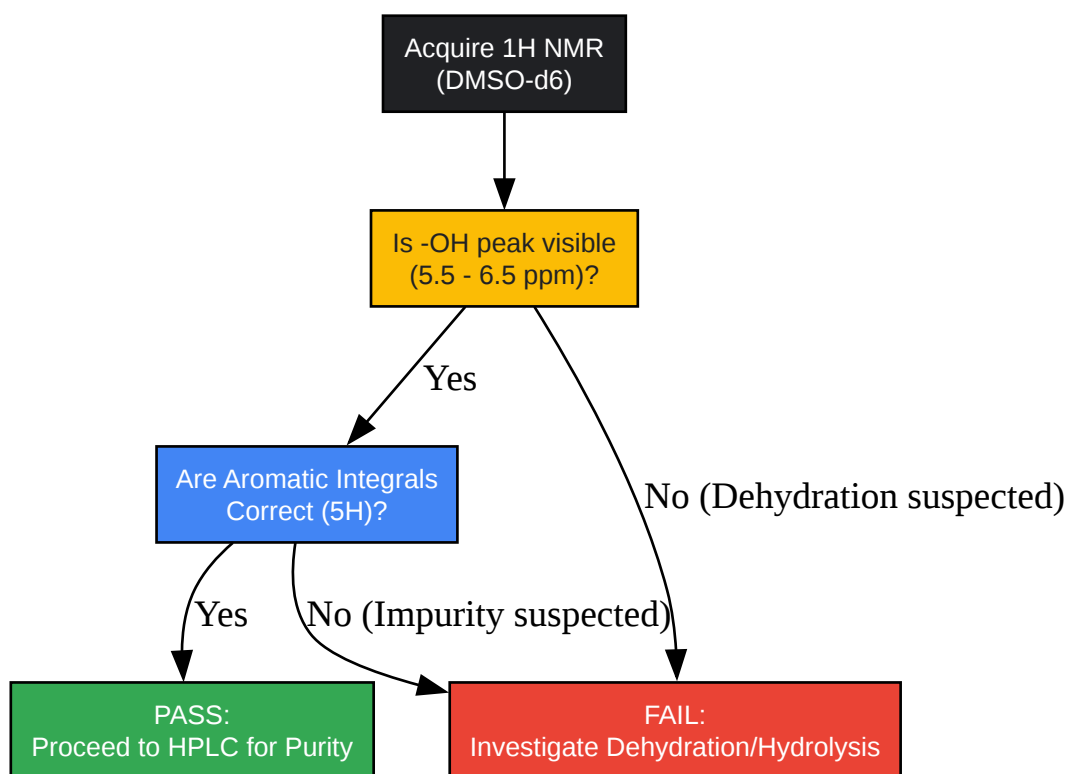 Acquire 1H NMR
(DMSO-d6)
Is -OH peak visible
(5.5 - 6.5 ppm)?
Yes
Are Aromatic Integrals
Correct (5H)?
No (Dehydration suspected)
Yes
No (Impurity suspected)
PASS:
Proceed to HPLC for Purity
FAIL:
Investigate Dehydration/Hydrolysis